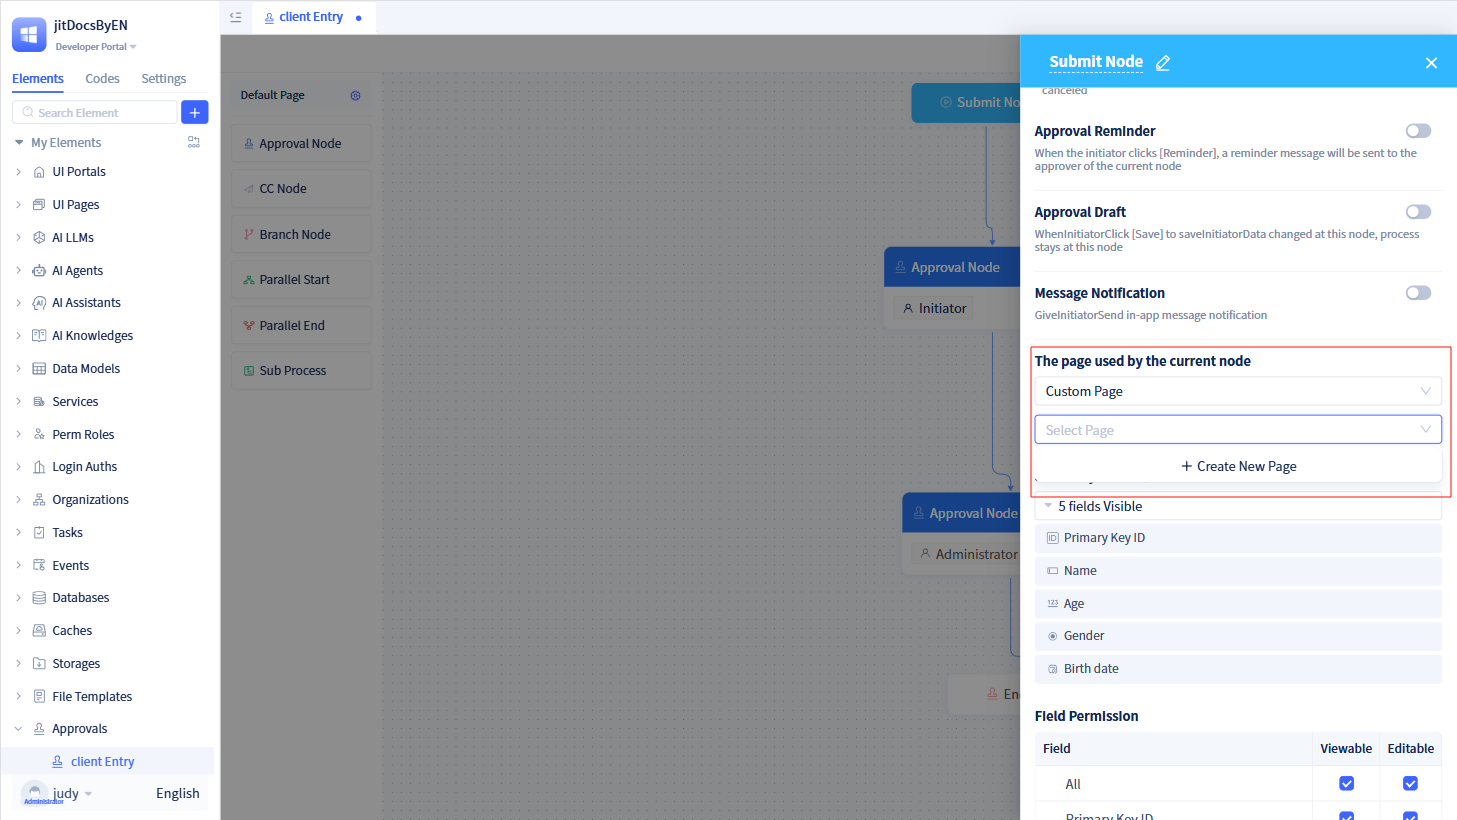 jitDocsByEN
Developer Portal
Elements
Codes
Settings
Search Element
My Elements
UI Portals
UI Pages
AI LLMs
AI Agents
AI Assistants
AI Knowledges
Data Models
Services
Perm Roles
Login Auths
Organizations
Tasks
Events
Databases
Caches
Storages
File Templates
Approvals
client Entry
judy
Administrator
English
client Entry
Default Page
Approval Node
CC Node
Branch Node
Parallel Start
Parallel End
Sub Process
Submit No
Approval Node
Initiator
Approval Node
Administrator
En
Submit Node
canceled
Approval Reminder
When the initiator clicks [Reminder], a reminder message will be sent to the
approver of the current node
Approval Draft
WhenInitiatorClick [Save] to saveInitiatorData changed at this node, process
stays at this node
Message Notification
GiveInitiatorSend in-app message notification
The page used by the current node
Custom Page
Select Page
+ Create New Page
5 fields Visible
Primary Key ID
Name
Age
Gender
Birth date
Field Permission
Field Viewable Editable
All
Primary Key ID